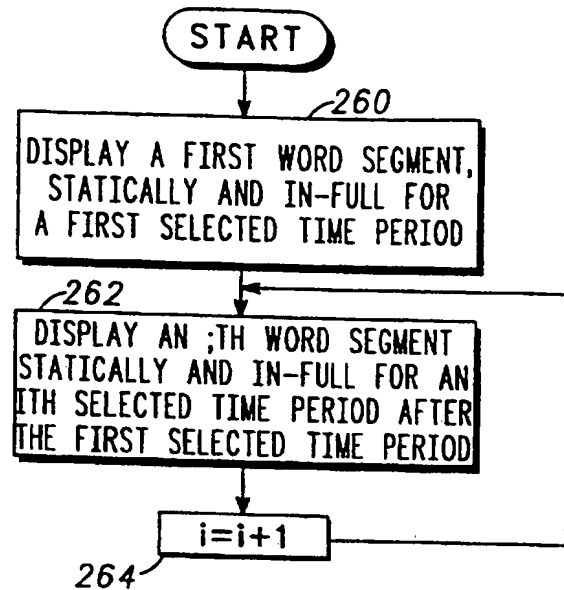 START
260
DISPLAY A FIRST WORD SEGMENT,
STATICALLY AND IN-FULL FOR
A FIRST SELECTED TIME PERIOD
262
DISPLAY AN ;TH WORD SEGMENT
STATICALLY AND IN-FULL FOR AN
ITH SELECTED TIME PERIOD AFTER
THE FIRST SELECTED TIME PERIOD
i=i+1
264